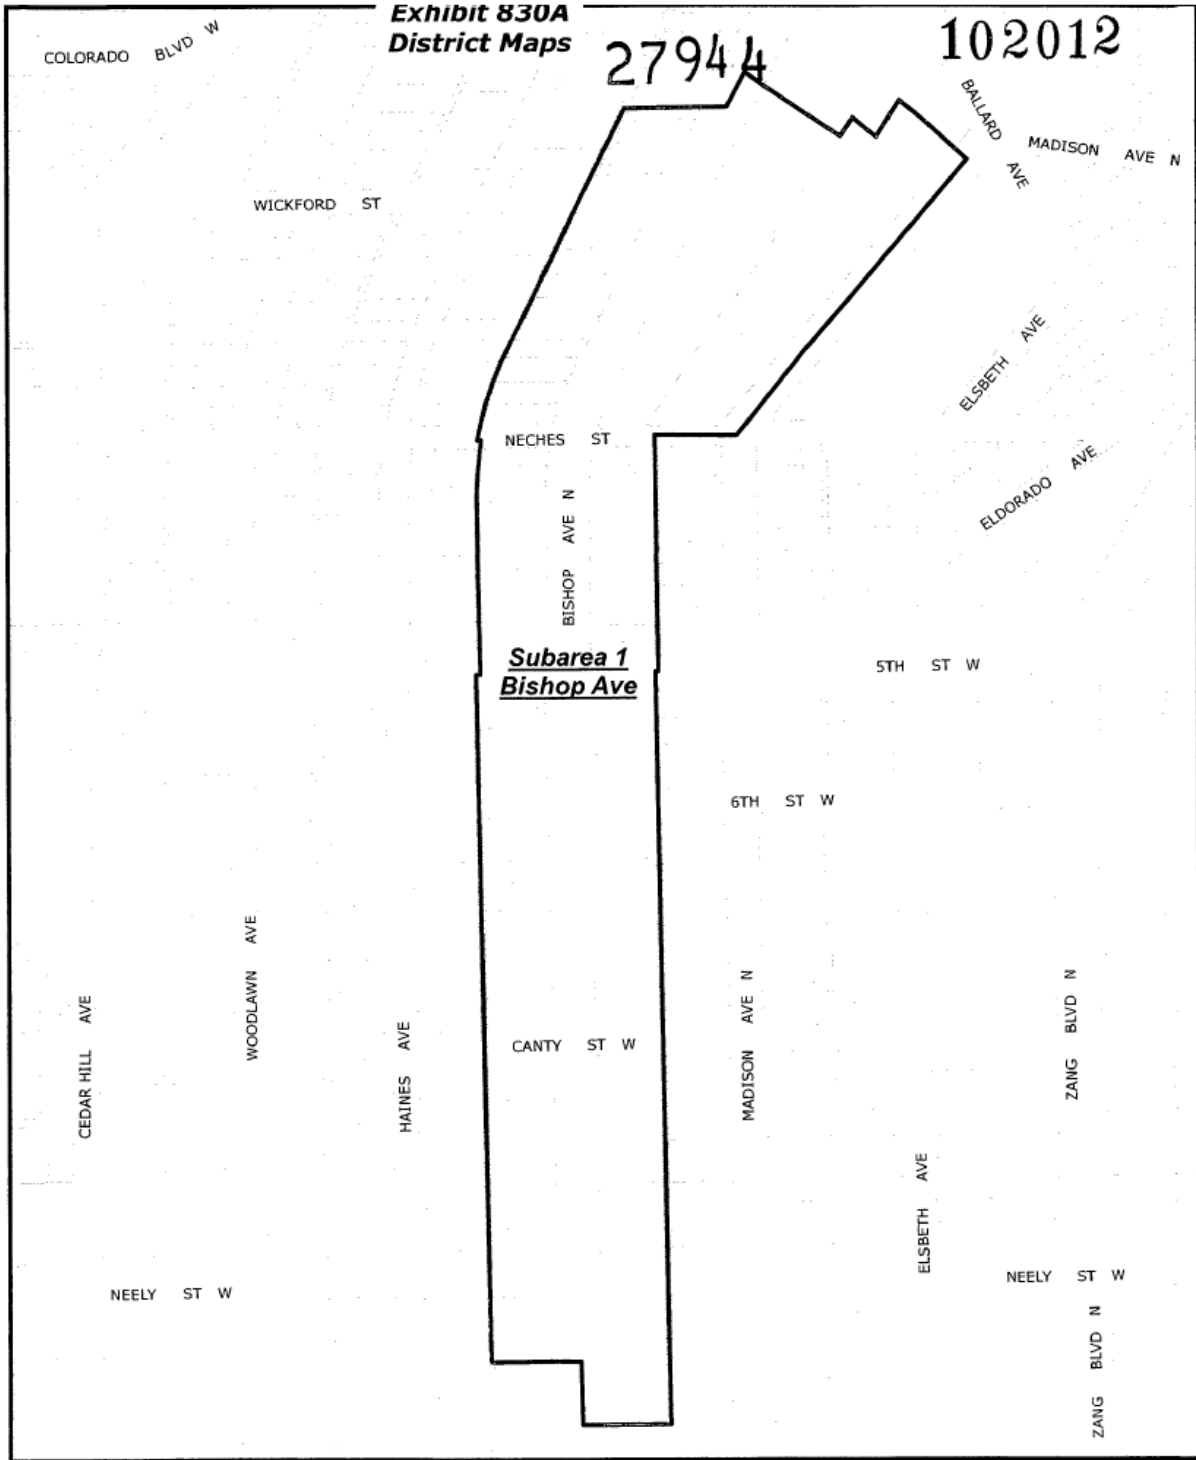 Exhibit 830A
District Maps
27944
102012
COLORADO BLVD W
BALLARD AVE
MADISON AVE N
WICKFORD ST
ELSBETH AVE
NECHES ST
ELDORADO AVE
BISHOP AVE N
Subarea 1
Bishop Ave
5TH ST W
6TH ST W
WOODLAWN AVE
CEDAR HILL AVE
HAINES AVE
CANTY ST W
MADISON AVE N
ZANG BLVD N
ELSBETH AVE
NEELY ST W
NEELY ST W
ZANG BLVD N